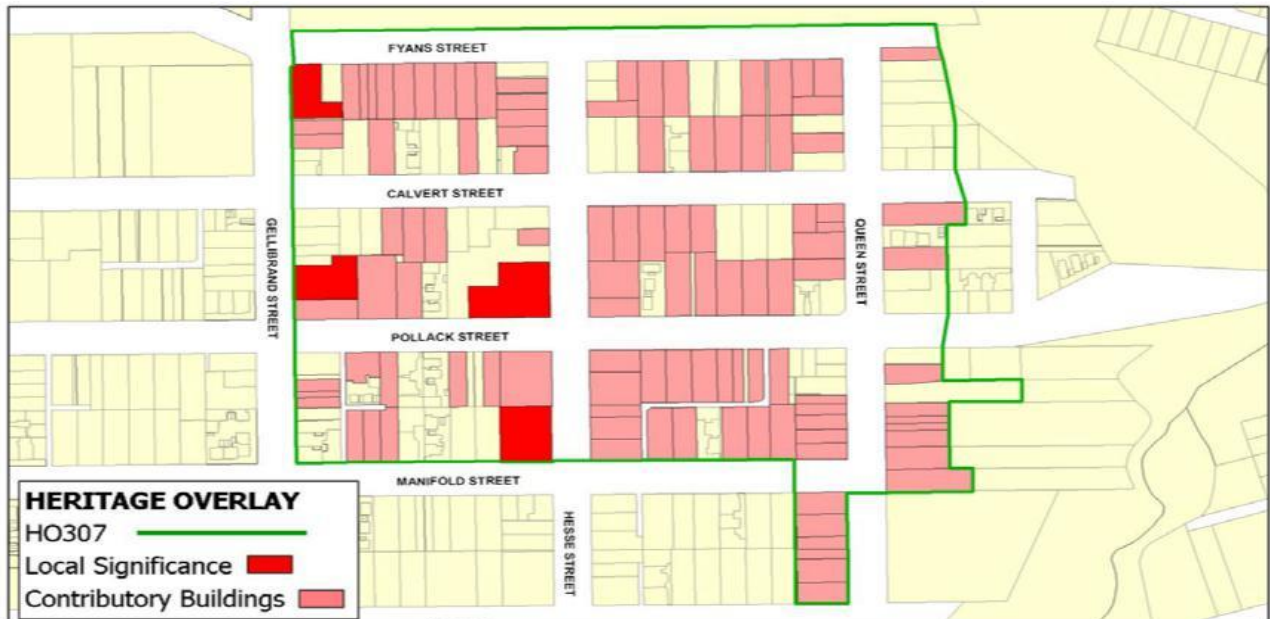 FYANS STREET
CALVERT STREET
GELLIBRAND STREET
QUEEN STREET
POLLACK STREET
MANIFOLD STREET
HESSE STREET
HERITAGE OVERLAY
HO307
Local Significance
Contributory Buildings